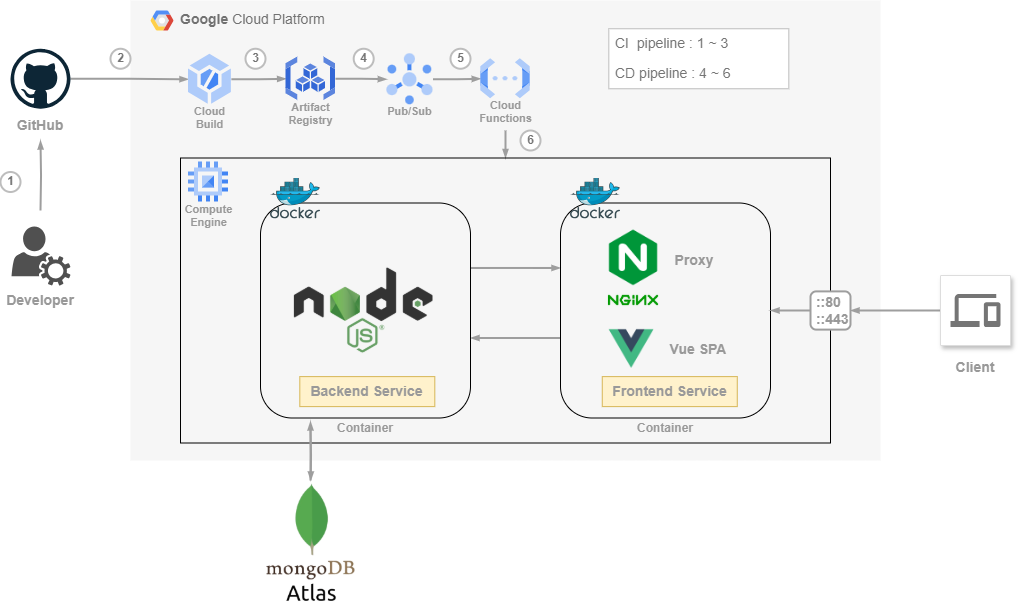 Google Cloud Platform
CI pipeline : 1 ~ 3
CD pipeline : 4 ~ 6
2
3
4
5
GitHub
Cloud
Build
Artifact
Registry
Pub/Sub
Cloud
Functions
6
1
Compute
Engine
docker
docker
Developer
node
JS
®
Backend Service
Container
N
NGINX
Proxy
Vue SPA
Frontend Service
Container
::80
::443
Client
mongoDB
Atlas